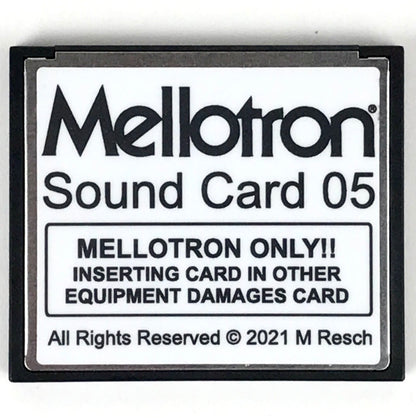 Mellotron®
Sound Card 05
MELLOTRON ONLY!!
INSERTING CARD IN OTHER
EQUIPMENT DAMAGES CARD
All Rights Reserved © 2021 M Resch